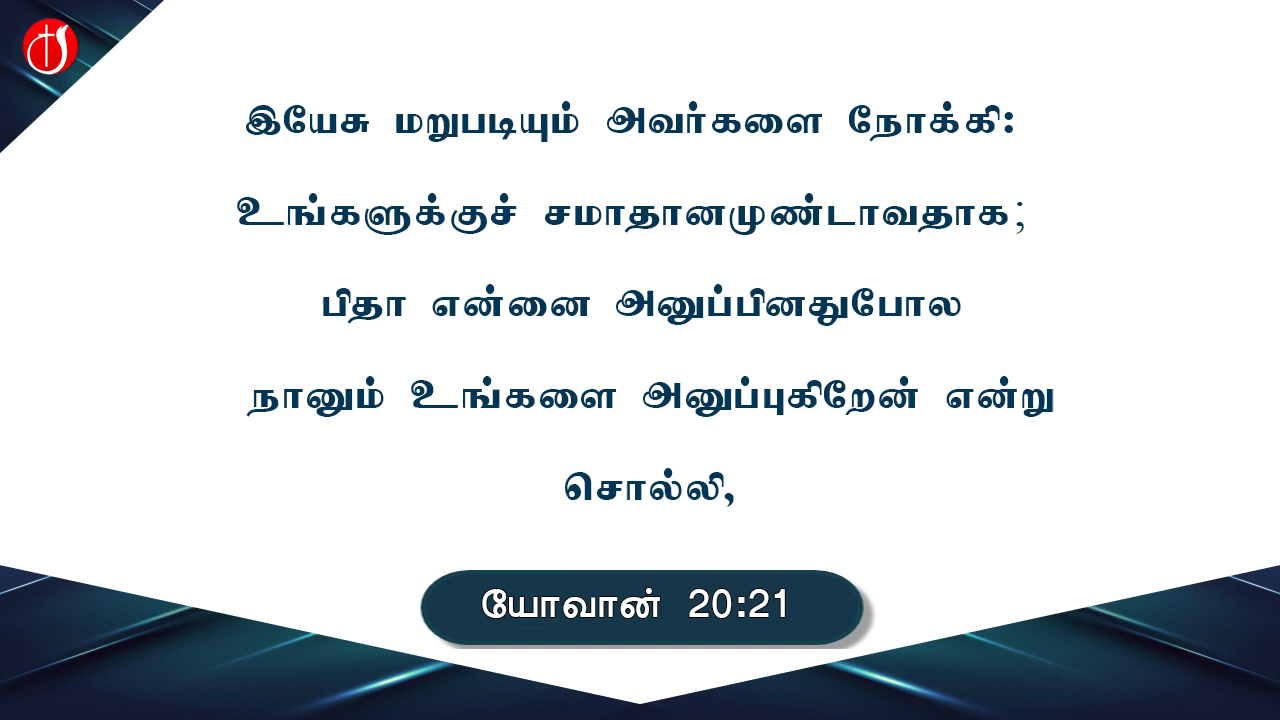 இயேசு மறுபடியும் அவர்களை நோக்கி:
உங்களுக்குச் சமாதானமுண்டாவதாக;
பிதா என்னை அனுப்பினதுபோல
நானும் உங்களை அனுப்புகிறேன் என்று
சொல்லி,
யோவான் 20:21